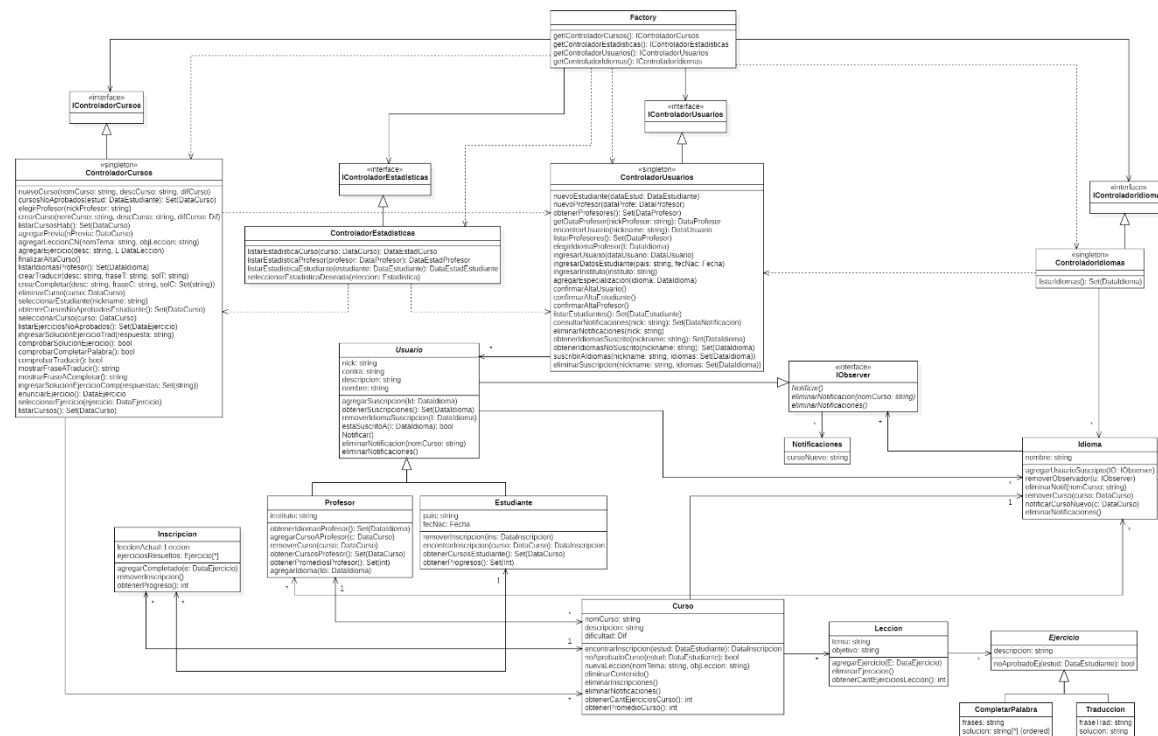 Factory
getIControladorCursos(): IControladorCursos
getControladorEstadisticas(): IControladorEstadisticas
getControladorUsuarios(): IControladorUsuarios
getControladorIdiomas(): IControladorIdiomas
«interface»
IControladorCursos
«interface»
IControladorUsuarios
«interface»
IControladorEstadisticas
«interface»
IControladorIdioma
«singleton»
ControladorCursos
nuevoCurso(nomCurso: string, descCurso: string, difCurso)
cursosNoAprobados(estud: DataEstudiante): Set(DataCurso)
elegirProfesor(nickProfesor: string)
crearCurso(nomCurso: string, descCurso: string, difCurso: Dif)
listarCursosHab(): Set(DataCurso)
agregarPrevia(nPrevia: DataCurso)
agregarLeccionCN(nomTema: string, objLeccion: string)
agregarEjercicio(desc: string, L DataLeccion)
finalizarAltaCurso()
listarIdiomasProfesor(): Set(DataIdioma)
crearTraducir(desc: string, fraseT: string, solT: string)
crearCompletar(desc: string, fraseC: string, solC: Set(string))
eliminarCurso(curso: DataCurso)
seleccionarEstudiante(nickname: string)
obtenerCursosNoAprobadosEstudiante(): Set(DataCurso)
seleccionarCurso(curso: DataCurso)
listarEjerciciosNoAprobados(): Set(DataEjercicio)
ingresarSolucionEjercicioTrad(respuesta: string)
comprobarSolucionEjercicio(): bool
comprobarCompletarPalabra(): bool
comprobarTraducir(): bool
mostrarFraseATraducir(): string
mostrarFraseACompletar(): string
ingresarSolucionEjercicioComp(respuestas: Set(string))
enunciarEjercicio(): DataEjercicio
seleccionarEjercicio(ejercicio: DataEjercicio)
listarCursos(): Set(DataCurso)
ControladorEstadisticas
listarEstadisticaCurso(curso: DataCurso): DataEstadCurso
listarEstadisticaProfesor(profesor: DataProfesor): DataEstadProfesor
listarEstadisticaEstudiante(estudiante: DataEstudiante): DataEstadEstudiante
seleccionarEstadisticaDeseada(eleccion: Estadistica)
«singleton»
ControladorUsuarios
nuevoEstudiante(dataEstud: DataEstudiante)
nuevoProfesor(dataProfe: DataProfesor)
obtenerProfesores(): Set(DataProfesor)
getDataProfesor(nickProfesor: string): DataProfesor
encontrarUsuario(nickname: string): DataUsuario
listarProfesores(): Set(DataProfesor)
elegirIdiomaProfesor(I: DataIdioma)
ingresarUsuario(dataUsuario: DataUsuario)
ingresarDatosEstudiante(pais: string, fecNac: Fecha)
ingresarInstituto(instituto: string)
agregarEspecializacion(idioma: DataIdioma)
confirmarAltaUsuario()
confirmarAltaEstudiante()
confirmarAltaProfesor()
listarEstudiantes(): Set(DataEstudiante)
consultarNotificaciones(nick: string): Set(DataNotificacion)
eliminarNotificaciones(nick: string)
obtenerIdiomasSuscrito(nickname: string): Set(DataIdioma)
obtenerIdiomasNoSuscrito(nickname: string): Set(DataIdioma)
suscribirAIdiomas(nickname: string, idiomas: Set(DataIdioma))
eliminarSuscripcion(nickname: string, idiomas: Set(DataIdioma))
«singleton»
ControladorIdiomas
listarIdiomas(): Set(DataIdioma)
*
Usuario
nick: string
contra: string
descripcion: string
nombre: string
agregarSuscripcion(Id: DataIdioma)
obtenerSuscripciones(): Set(DataIdioma)
removerIdiomaSuscripcion(I: DataIdioma)
estaSuscritoA(I: DataIdioma): bool
Notificar()
eliminarNotificacion(nomCurso: string)
eliminarNotificaciones()
«interface»
IObserver
Notificar()
eliminarNotificacion(nomCurso: string)
eliminarNotificaciones()
*
*
*
Notificaciones
cursoNuevo: string
Idioma
nombre: string
agregarUsuarioSuscripto(IO: IObserver)
removerObservador(u: IObserver)
eliminarNotif(nomCurso: string)
removerCurso(curso: DataCurso)
notificarCursoNuevo(c: DataCurso)
eliminarNotificaciones()
*
1
*
Profesor
instituto: string
obtenerIdiomasProfesor(): Set(DataIdioma)
agregarCursoAProfesor(c: DataCurso)
removerCurso(curso: DataCurso)
obtenerCursosProfesor(): Set(DataCurso)
obtenerPromediosProfesor(): Set(int)
agregarIdioma(Id: DataIdioma)
Estudiante
pais: string
fecNac: Fecha
removerInscripcion(ins: DataInscripcion)
encontrarInscripcion(curso: DataCurso): DataInscripcion
obtenerCursosEstudiante(): Set(DataCurso)
obtenerProgresos(): Set(Int)
Inscripcion
leccionActual: Leccion
ejerciciosResueltos: Ejercicio[*]
agregarCompletado(e: DataEjercicio)
removerInscripcion()
obtenerProgreso(): int
*
*
*
1
1
*
1
*
Curso
nomCurso: string
descripcion: string
dificultad: Dif
encontrarInscripcion(estud: DataEstudiante): DataInscripcion
noAprobadoCurso(estud: DataEstudiante): bool
nuevaLeccion(nomTema: string, objLeccion: string)
eliminarContenido()
eliminarInscripciones()
eliminarNotificaciones()
obtenerCantEjerciciosCurso(): int
obtenerPromedioCurso(): int
*
Leccion
tema: string
objetivo: string
agregarEjercicio(E: DataEjercicio)
eliminarEjercicios()
obtenerCantEjerciciosLeccion(): int
*
Ejercicio
descripcion: string
noAprobadoEj(estud: DataEstudiante): bool
CompletarPalabra
frases: string
solucion: string[*] {ordered}
Traduccion
fraseTrad: string
solucion: string